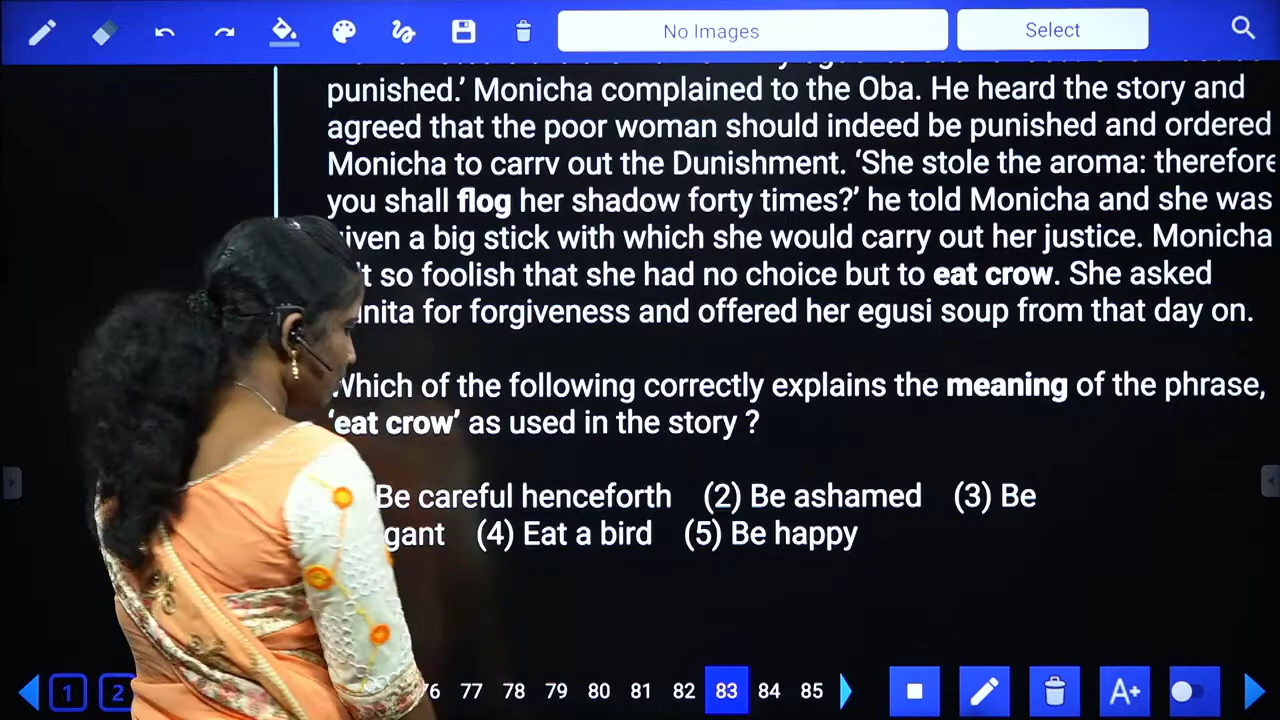 No Images
Select
punished.’ Monicha complained to the Oba. He heard the story and
agreed that the poor woman should indeed be punished and ordered
Monicha to carrv out the Dunishment. ‘She stole the aroma: therefore
you shall flog her shadow forty times?’ he told Monicha and she was
given a big stick with which she would carry out her justice. Monicha
so foolish that she had no choice but to eat crow. She asked
for forgiveness and offered her egusi soup from that day on.
Which of the following correctly explains the meaning of the phrase,
‘eat crow’ as used in the story ?
Be careful henceforth (2) Be ashamed (3) Be
(4) Eat a bird (5) Be happy
1 2 76 77 78 79 80 81 82 83 84 85 A+